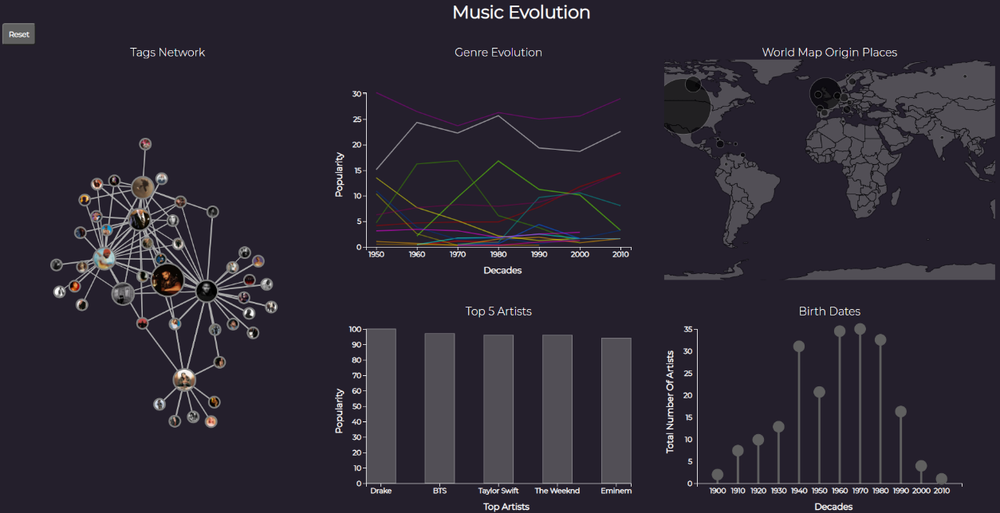 Music Evolution
Reset
Tags Network
Genre Evolution
30
25
20
15
10
5
0
Popularity
1950 1960 1970 1980 1990 2000 2010
Decades
World Map Origin Places
Top 5 Artists
100
90
80
70
60
50
40
30
20
10
0
Popularity
Drake BTS Taylor Swift The Weeknd Eminem
Top Artists
Birth Dates
35
30
25
20
15
10
5
0
Total Number Of Artists
1900 1910 1920 1930 1940 1950 1960 1970 1980 1990 2000 2010
Decades